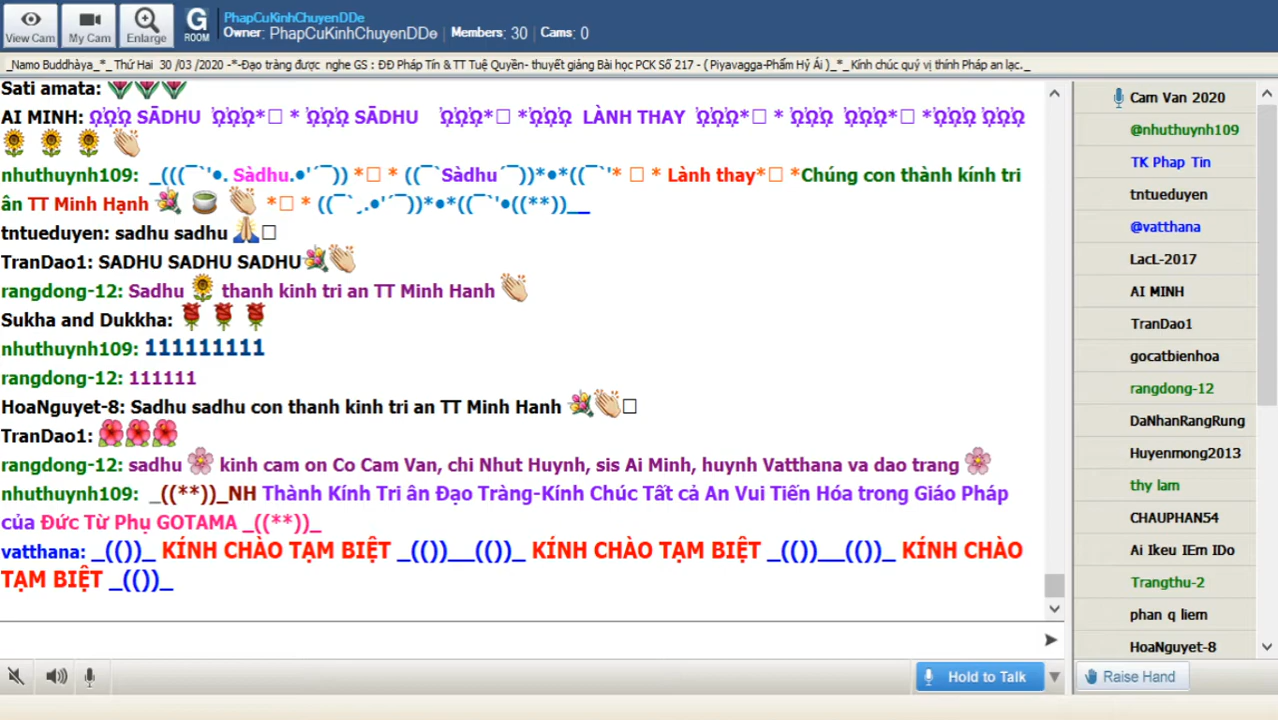 View Cam
My Cam
Enlarge
G
ROOM
PhapCuKinhChuyenDDe
Owner: PhapCuKinhChuyenDDe Members: 30 Cams: 0
_Namo Buddhàya_*_ Thứ Hai 30 /03 /2020 -*-Đạo tràng được nghe GS : ĐĐ Pháp Tín & TT Tuệ Quyền- thuyết giảng Bài học PCK Số 217 - ( Piyavagga-Phẩm Hỷ Ái )_*_ Kính chúc quý vị thính Pháp an lạc._
Sati amata:
AI MINH: SĀDHU * * SĀDHU * * LÀNH THAY * * * *
nhuthuynh109: _(((¯`'•. Sàdhu.•'´¯)) * * ((¯`Sàdhu´¯))*•*((¯`'* * Lành thay* *Chúng con thành kính tri
ân TT Minh Hạnh * * ((¯`¸.•'´¯))*•*((¯`'•((**))__
tntueduyen: sadhu sadhu
TranDao1: SADHU SADHU SADHU
rangdong-12: Sadhu thanh kinh tri an TT Minh Hanh
Sukha and Dukkha:
nhuthuynh109: 1111111111
rangdong-12: 111111
HoaNguyet-8: Sadhu sadhu con thanh kinh tri an TT Minh Hanh
TranDao1:
rangdong-12: sadhu kinh cam on Co Cam Van, chi Nhut Huynh, sis Ai Minh, huynh Vatthana va dao trang
nhuthuynh109: _((**))_NH Thành Kính Tri ân Đạo Tràng-Kính Chúc Tất cả An Vui Tiến Hóa trong Giáo Pháp
của Đức Từ Phụ GOTAMA _((**))_
vatthana: _(())_ KÍNH CHÀO TẠM BIỆT _(())__(())_ KÍNH CHÀO TẠM BIỆT _(())__(())_ KÍNH CHÀO
TẠM BIỆT _(())_
Hold to Talk
Cam Van 2020
@nhuthuynh109
TK Phap Tin
tntueduyen
@vatthana
LacL-2017
AI MINH
TranDao1
gocatbienhoa
rangdong-12
DaNhanRangRung
Huyenmong2013
thy lam
CHAUPHAN54
Ai Ikeu IEm IDo
Trangthu-2
phan q liem
HoaNguyet-8
Raise Hand